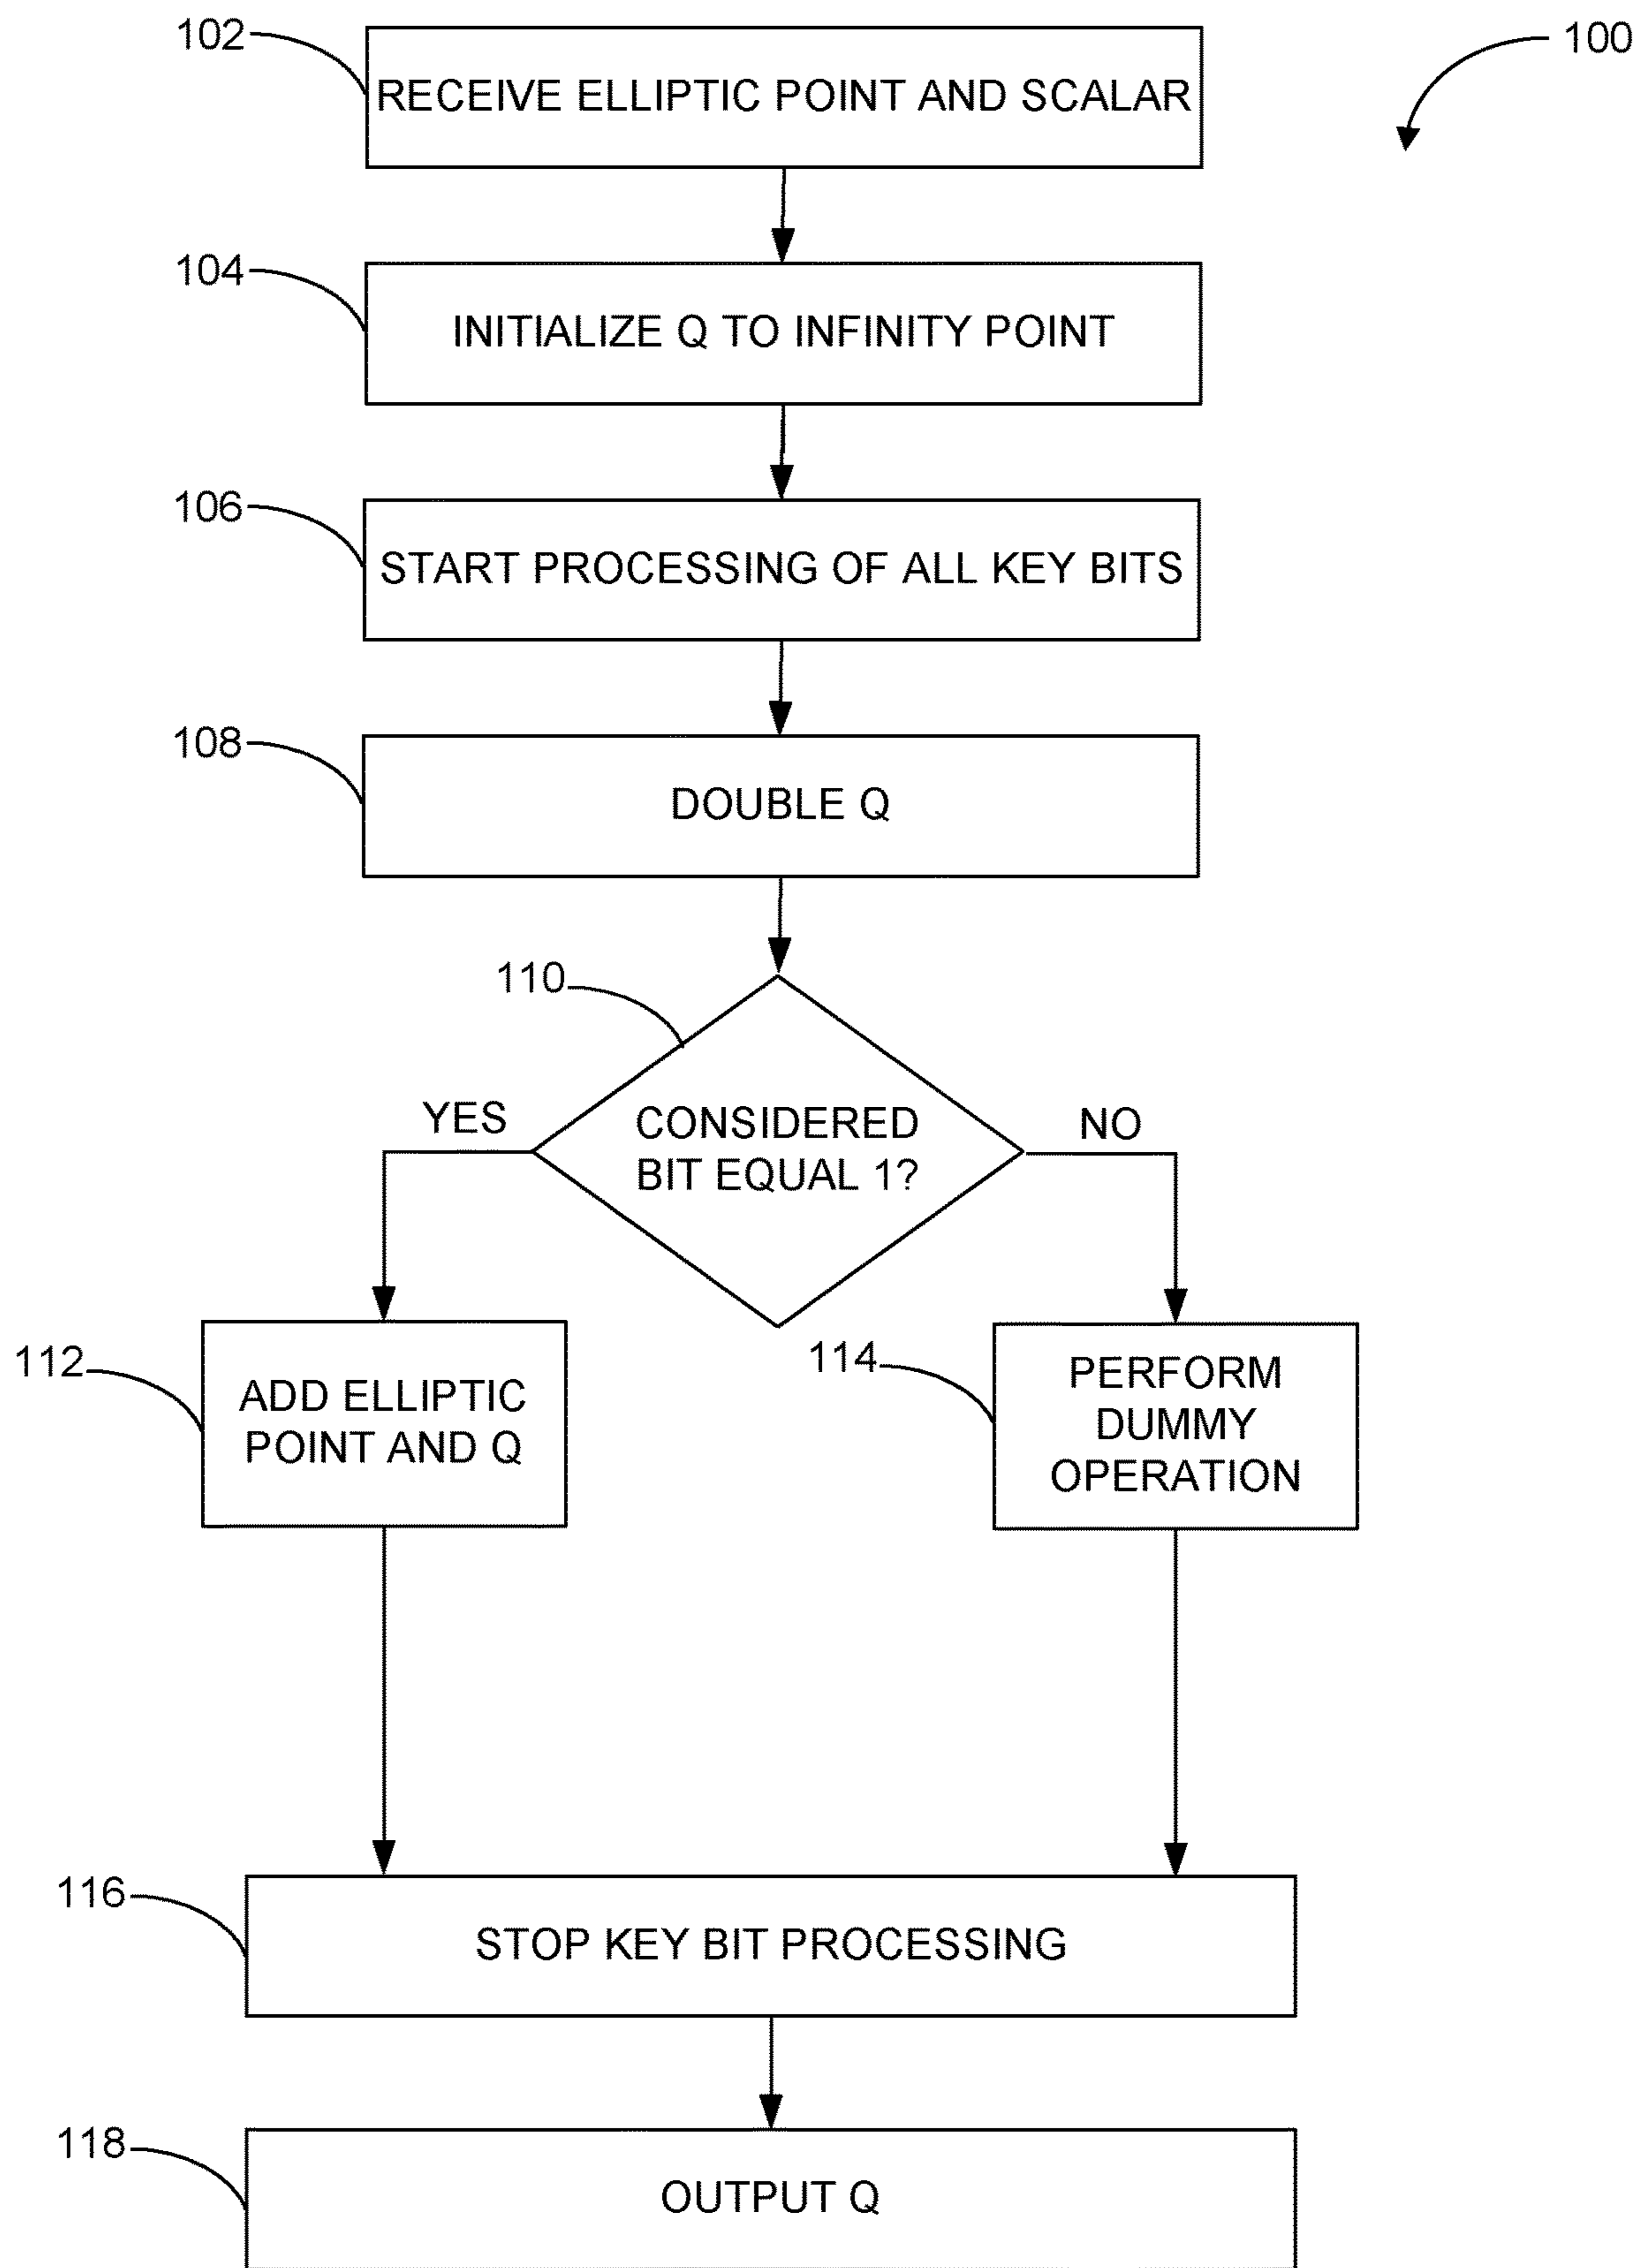 102
100
RECEIVE ELLIPTIC POINT AND SCALAR
104
INITIALIZE Q TO INFINITY POINT
106
START PROCESSING OF ALL KEY BITS
108
DOUBLE Q
110
YES
CONSIDERED
BIT EQUAL 1?
NO
112
ADD ELLIPTIC
POINT AND Q
114
PERFORM
DUMMY
OPERATION
116
STOP KEY BIT PROCESSING
118
OUTPUT Q